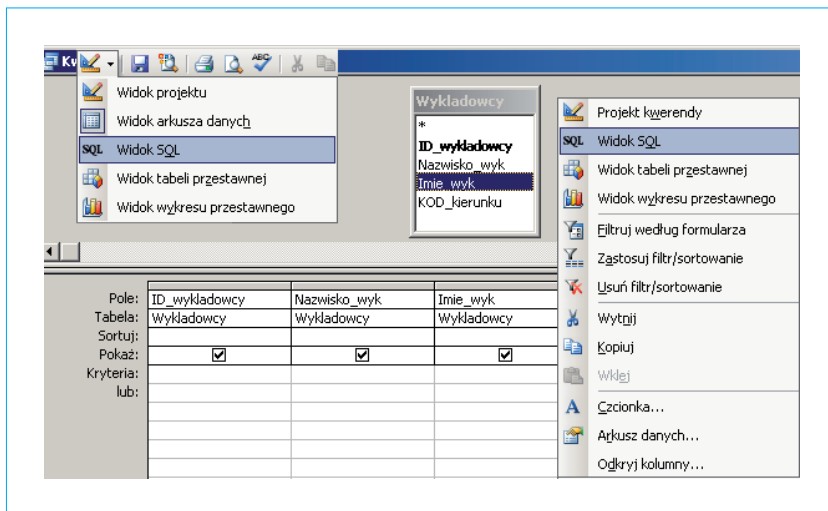 Kw
ABC
Widok projektu
Widok arkusza danych
SQL Widok SQL
Widok tabeli przestawnej
Widok wykresu przestawnego
Wykladowcy
*
ID_wykladowcy
Nazwisko_wyk
Imie_wyk
KOD_kierunku
Projekt kwerendy
SQL Widok SQL
Widok tabeli przestawnej
Widok wykresu przestawnego
Filtruj według formularza
Zastosuj filtr/sortowanie
Usuń filtr/sortowanie
Wytnij
Kopiuj
Wklej
A Czcionka...
Arkusz danych...
Odkryj kolumny...
Pole: ID_wykladowcy Nazwisko_wyk Imie_wyk
Tabela: Wykladowcy Wykladowcy Wykladowcy
Sortuj:
Pokaż:
Kryteria:
lub: